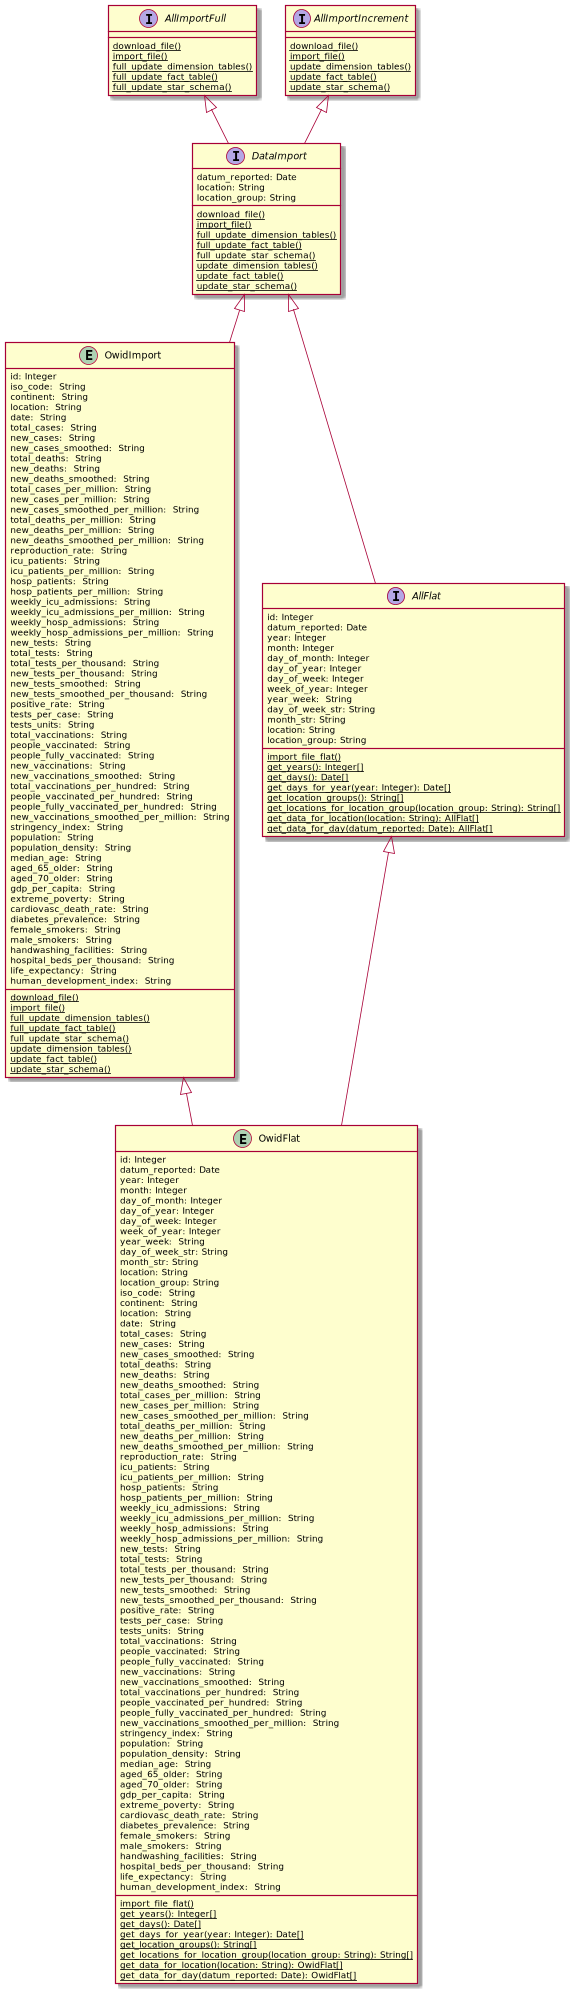 I AllImportFull
download_file()
import_file()
full_update_dimension_tables()
full_update_fact_table()
full_update_star_schema()
I AllImportIncrement
download_file()
import_file()
update_dimension_tables()
update_fact_table()
update_star_schema()
I DataImport
datum_reported: Date
location: String
location_group: String
download_file()
import_file()
full_update_dimension_tables()
full_update_fact_table()
full_update_star_schema()
update_dimension_tables()
update_fact_table()
update_star_schema()
E OwidImport
id: Integer
iso_code: String
continent: String
location: String
date: String
total_cases: String
new_cases: String
new_cases_smoothed: String
total_deaths: String
new_deaths: String
new_deaths_smoothed: String
total_cases_per_million: String
new_cases_per_million: String
new_cases_smoothed_per_million: String
total_deaths_per_million: String
new_deaths_per_million: String
new_deaths_smoothed_per_million: String
reproduction_rate: String
icu_patients: String
icu_patients_per_million: String
hosp_patients: String
hosp_patients_per_million: String
weekly_icu_admissions: String
weekly_icu_admissions_per_million: String
weekly_hosp_admissions: String
weekly_hosp_admissions_per_million: String
new_tests: String
total_tests: String
total_tests_per_thousand: String
new_tests_per_thousand: String
new_tests_smoothed: String
new_tests_smoothed_per_thousand: String
positive_rate: String
tests_per_case: String
tests_units: String
total_vaccinations: String
people_vaccinated: String
people_fully_vaccinated: String
new_vaccinations: String
new_vaccinations_smoothed: String
total_vaccinations_per_hundred: String
people_vaccinated_per_hundred: String
people_fully_vaccinated_per_hundred: String
new_vaccinations_smoothed_per_million: String
stringency_index: String
population: String
population_density: String
median_age: String
aged_65_older: String
aged_70_older: String
gdp_per_capita: String
extreme_poverty: String
cardiovasc_death_rate: String
diabetes_prevalence: String
female_smokers: String
male_smokers: String
handwashing_facilities: String
hospital_beds_per_thousand: String
life_expectancy: String
human_development_index: String
download_file()
import_file()
full_update_dimension_tables()
full_update_fact_table()
full_update_star_schema()
update_dimension_tables()
update_fact_table()
update_star_schema()
I AllFlat
id: Integer
datum_reported: Date
year: Integer
month: Integer
day_of_month: Integer
day_of_year: Integer
day_of_week: Integer
week_of_year: Integer
year_week: String
day_of_week_str: String
month_str: String
location: String
location_group: String
import_file_flat()
get_years(): Integer[]
get_days(): Date[]
get_days_for_year(year: Integer): Date[]
get_location_groups(): String[]
get_locations_for_location_group(location_group: String): String[]
get_data_for_location(location: String): AllFlat[]
get_data_for_day(datum_reported: Date): AllFlat[]
E OwidFlat
id: Integer
datum_reported: Date
year: Integer
month: Integer
day_of_month: Integer
day_of_year: Integer
day_of_week: Integer
week_of_year: Integer
year_week: String
day_of_week_str: String
month_str: String
location: String
location_group: String
iso_code: String
continent: String
location: String
date: String
total_cases: String
new_cases: String
new_cases_smoothed: String
total_deaths: String
new_deaths: String
new_deaths_smoothed: String
total_cases_per_million: String
new_cases_per_million: String
new_cases_smoothed_per_million: String
total_deaths_per_million: String
new_deaths_per_million: String
new_deaths_smoothed_per_million: String
reproduction_rate: String
icu_patients: String
icu_patients_per_million: String
hosp_patients: String
hosp_patients_per_million: String
weekly_icu_admissions: String
weekly_icu_admissions_per_million: String
weekly_hosp_admissions: String
weekly_hosp_admissions_per_million: String
new_tests: String
total_tests: String
total_tests_per_thousand: String
new_tests_per_thousand: String
new_tests_smoothed: String
new_tests_smoothed_per_thousand: String
positive_rate: String
tests_per_case: String
tests_units: String
total_vaccinations: String
people_vaccinated: String
people_fully_vaccinated: String
new_vaccinations: String
new_vaccinations_smoothed: String
total_vaccinations_per_hundred: String
people_vaccinated_per_hundred: String
people_fully_vaccinated_per_hundred: String
new_vaccinations_smoothed_per_million: String
stringency_index: String
population: String
population_density: String
median_age: String
aged_65_older: String
aged_70_older: String
gdp_per_capita: String
extreme_poverty: String
cardiovasc_death_rate: String
diabetes_prevalence: String
female_smokers: String
male_smokers: String
handwashing_facilities: String
hospital_beds_per_thousand: String
life_expectancy: String
human_development_index: String
import_file_flat()
get_years(): Integer[]
get_days(): Date[]
get_days_for_year(year: Integer): Date[]
get_location_groups(): String[]
get_locations_for_location_group(location_group: String): String[]
get_data_for_location(location: String): OwidFlat[]
get_data_for_day(datum_reported: Date): OwidFlat[]